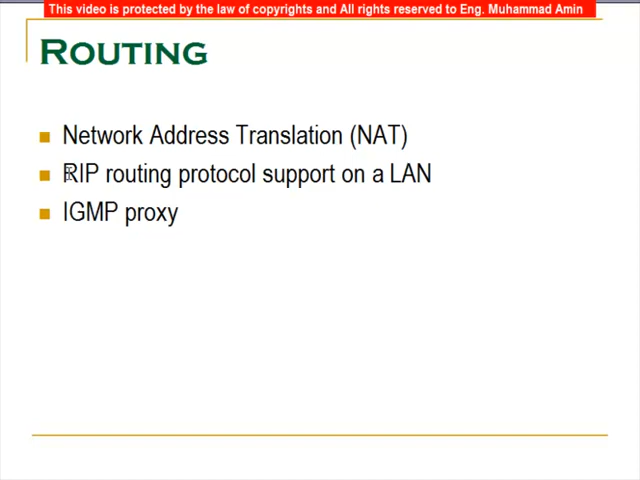 This video is protected by the law of copyrights and All rights reserved to Eng. Muhammad Amin
ROUTING
Network Address Translation (NAT)
RIP routing protocol support on a LAN
IGMP proxy